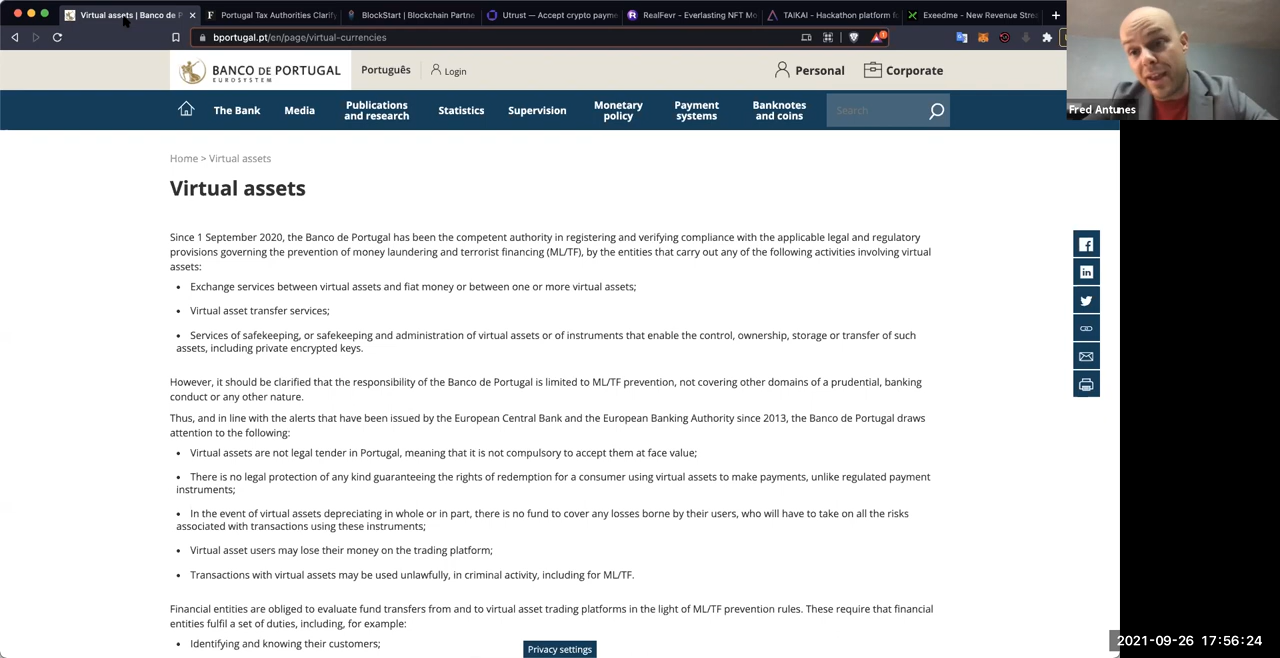 Virtual assets | Banco de P
Portugal Tax Authorities Clarif
BlockStart | Blockchain Partne
Utrust — Accept crypto payme
RealFevr - Everlasting NFT Mo
TAIKAI - Hackathon platform f
Exeedme - New Revenue Strea
bportugal.pt/en/page/virtual-currencies
Fred Antunes
BANCO DE PORTUGAL
EUROSYSTEM
Português
Login
Personal
Corporate
The Bank
Media
Publications
and research
Statistics
Supervision
Monetary
policy
Payment
systems
Banknotes
and coins
Search
Home > Virtual assets
Virtual assets
Since 1 September 2020, the Banco de Portugal has been the competent authority in registering and verifying compliance with the applicable legal and regulatory
provisions governing the prevention of money laundering and terrorist financing (ML/TF), by the entities that carry out any of the following activities involving virtual
assets:
• Exchange services between virtual assets and fiat money or between one or more virtual assets;
• Virtual asset transfer services;
• Services of safekeeping, or safekeeping and administration of virtual assets or of instruments that enable the control, ownership, storage or transfer of such
assets, including private encrypted keys.
However, it should be clarified that the responsibility of the Banco de Portugal is limited to ML/TF prevention, not covering other domains of a prudential, banking
conduct or any other nature.
Thus, and in line with the alerts that have been issued by the European Central Bank and the European Banking Authority since 2013, the Banco de Portugal draws
attention to the following:
• Virtual assets are not legal tender in Portugal, meaning that it is not compulsory to accept them at face value;
• There is no legal protection of any kind guaranteeing the rights of redemption for a consumer using virtual assets to make payments, unlike regulated payment
instruments;
• In the event of virtual assets depreciating in whole or in part, there is no fund to cover any losses borne by their users, who will have to take on all the risks
associated with transactions using these instruments;
• Virtual asset users may lose their money on the trading platform;
• Transactions with virtual assets may be used unlawfully, in criminal activity, including for ML/TF.
Financial entities are obliged to evaluate fund transfers from and to virtual asset trading platforms in the light of ML/TF prevention rules. These require that financial
entities fulfil a set of duties, including, for example:
• Identifying and knowing their customers;
Privacy settings
2021-09-26 17:56:24